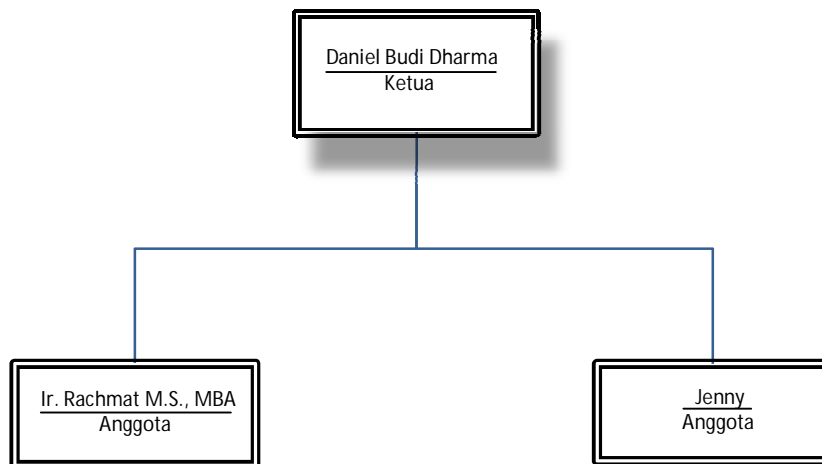 Daniel Budi Dharma
Ketua
Ir. Rachmat M.S., MBA
Anggota
Jenny
Anggota